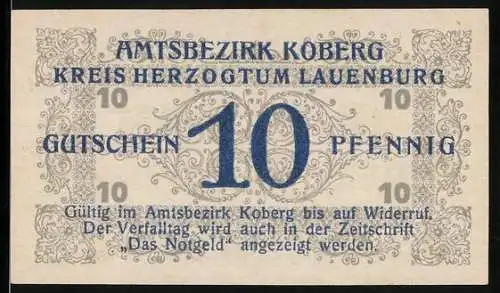 AMTSBEZIRK KOBERG
KREIS HERZOGTUM LAUENBURG
10 10
GUTSCHEIN 10 PFENNIG
10 10
Gültig im Amtsbezirk Koberg bis auf Widerruf.
Der Verfalltag wird auch in der Zeitschrift
„Das Notgeld" angezeigt werden.